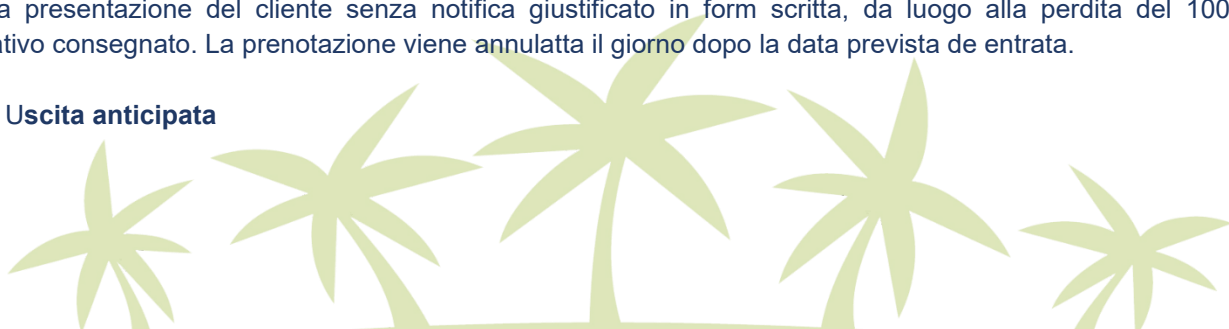 a presentazione del cliente senza notifica giustificato in form scritta, da luogo alla perdita del 100
ativo consegnato. La prenotazione viene annulatta il giorno dopo la data prevista de entrata.
Uscita anticipata